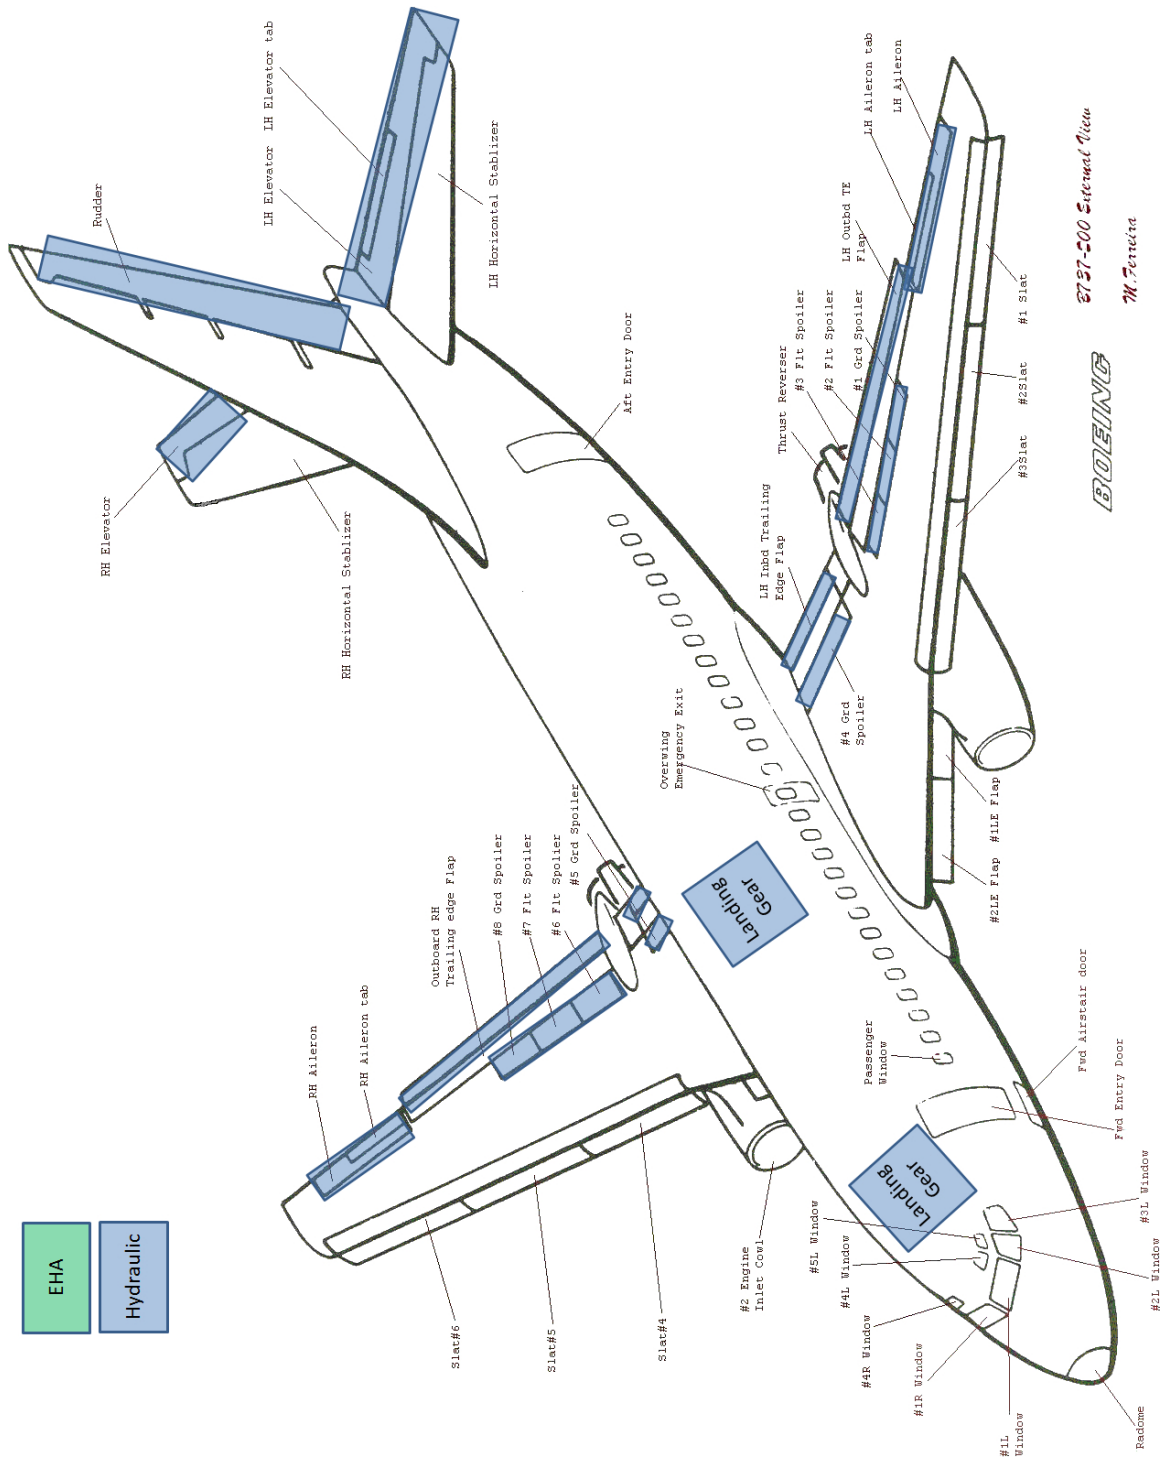 EHA
Hydraulic
Rudder
LH Elevator tab
LH Elevator
LH Horizontal Stablizer
RH Elevator
RH Horizontal Stablizer
Aft Entry Door
LH Aileron tab
LH Aileron
LH Outbd TE
Flap
#3 Flt Spoiler
#2 Flt Spoiler
#1 Grd Spoiler
Thrust Reverser
LH Inbd Trailing
Edge Flap
#4 Grd
Spoiler
#1 Slat
#2Slat
#3Slat
#1LE Flap
#2LE Flap
Overwing
Emergency Exit
#5 Grd Spoiler
#6 Flt Spolier
#7 Flt Spoiler
#8 Grd Spoiler
Outboard RH
Trailing edge Flap
RH Aileron tab
RH Aileron
Landing
Gear
Landing
Gear
Passenger
Window
Fwd Airstair door
Fwd Entry Door
#3L Window
#2L Window
#5L Window
#4L Window
#4R Window
#1R Window
#1L
Window
Radome
#2 Engine
Inlet Cowl
Slat#4
Slat#5
Slat#6
B737-200 External View
M.Ferreira
BOEING